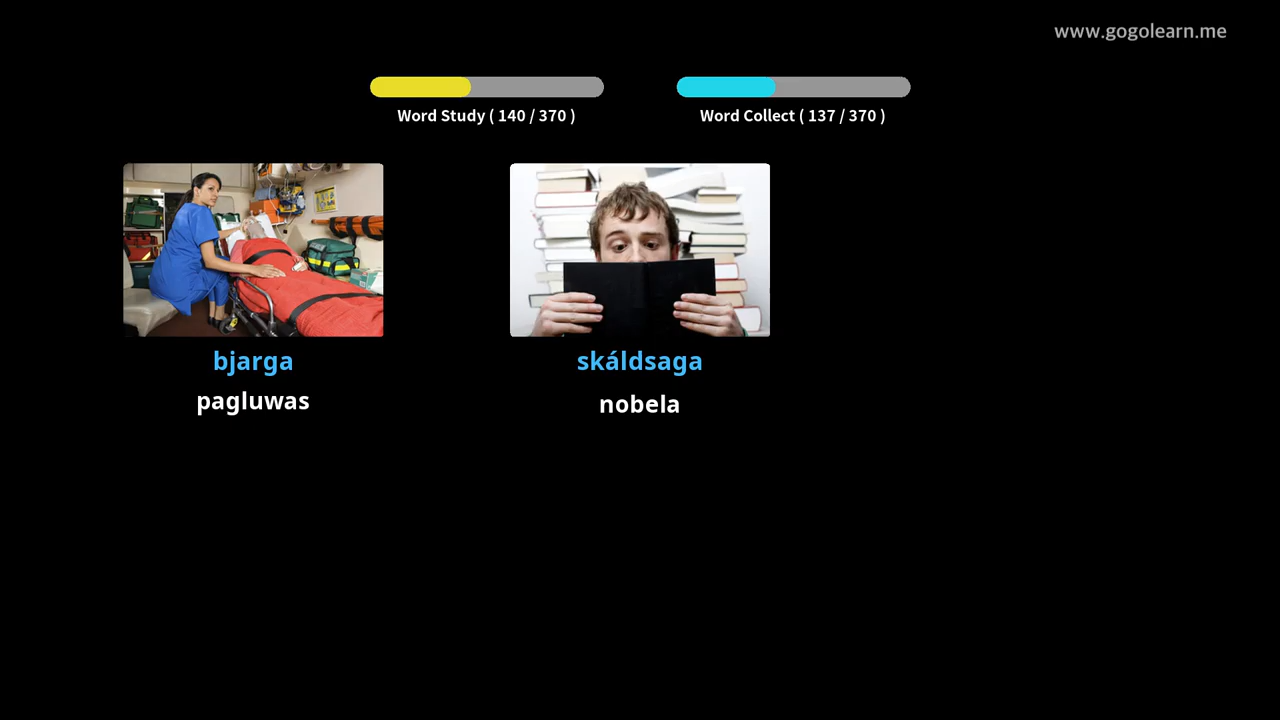 www.gogolearn.me
Word Study ( 140 / 370 )
Word Collect ( 137 / 370 )
bjarga
pagluwas
skáldsaga
nobela